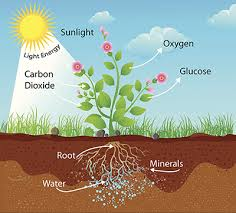 Sunlight
Light Energy
Oxygen
Carbon
Dioxide
Glucose
Root
Minerals
Water